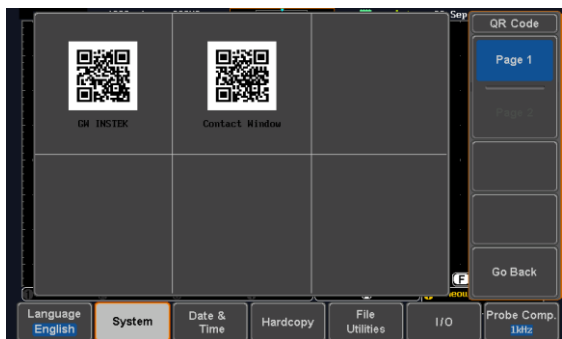 Sep
QR Code
Page 1
GW INSTEK
Contact Window
Page 2
Go Back
F
Language
English
System
Date &
Time
Hardcopy
File
Utilities
I/O
Probe Comp.
1kHz